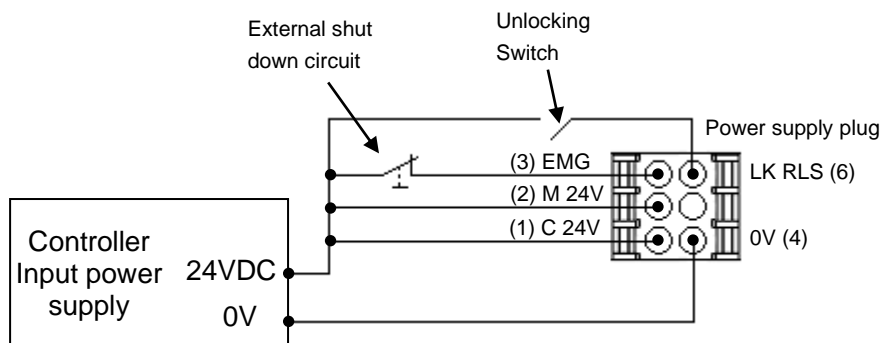 External shut
down circuit
Unlocking
Switch
Power supply plug
(3) EMG
LK RLS (6)
(2) M 24V
(1) C 24V
0V (4)
Controller
Input power
supply
24VDC
0V